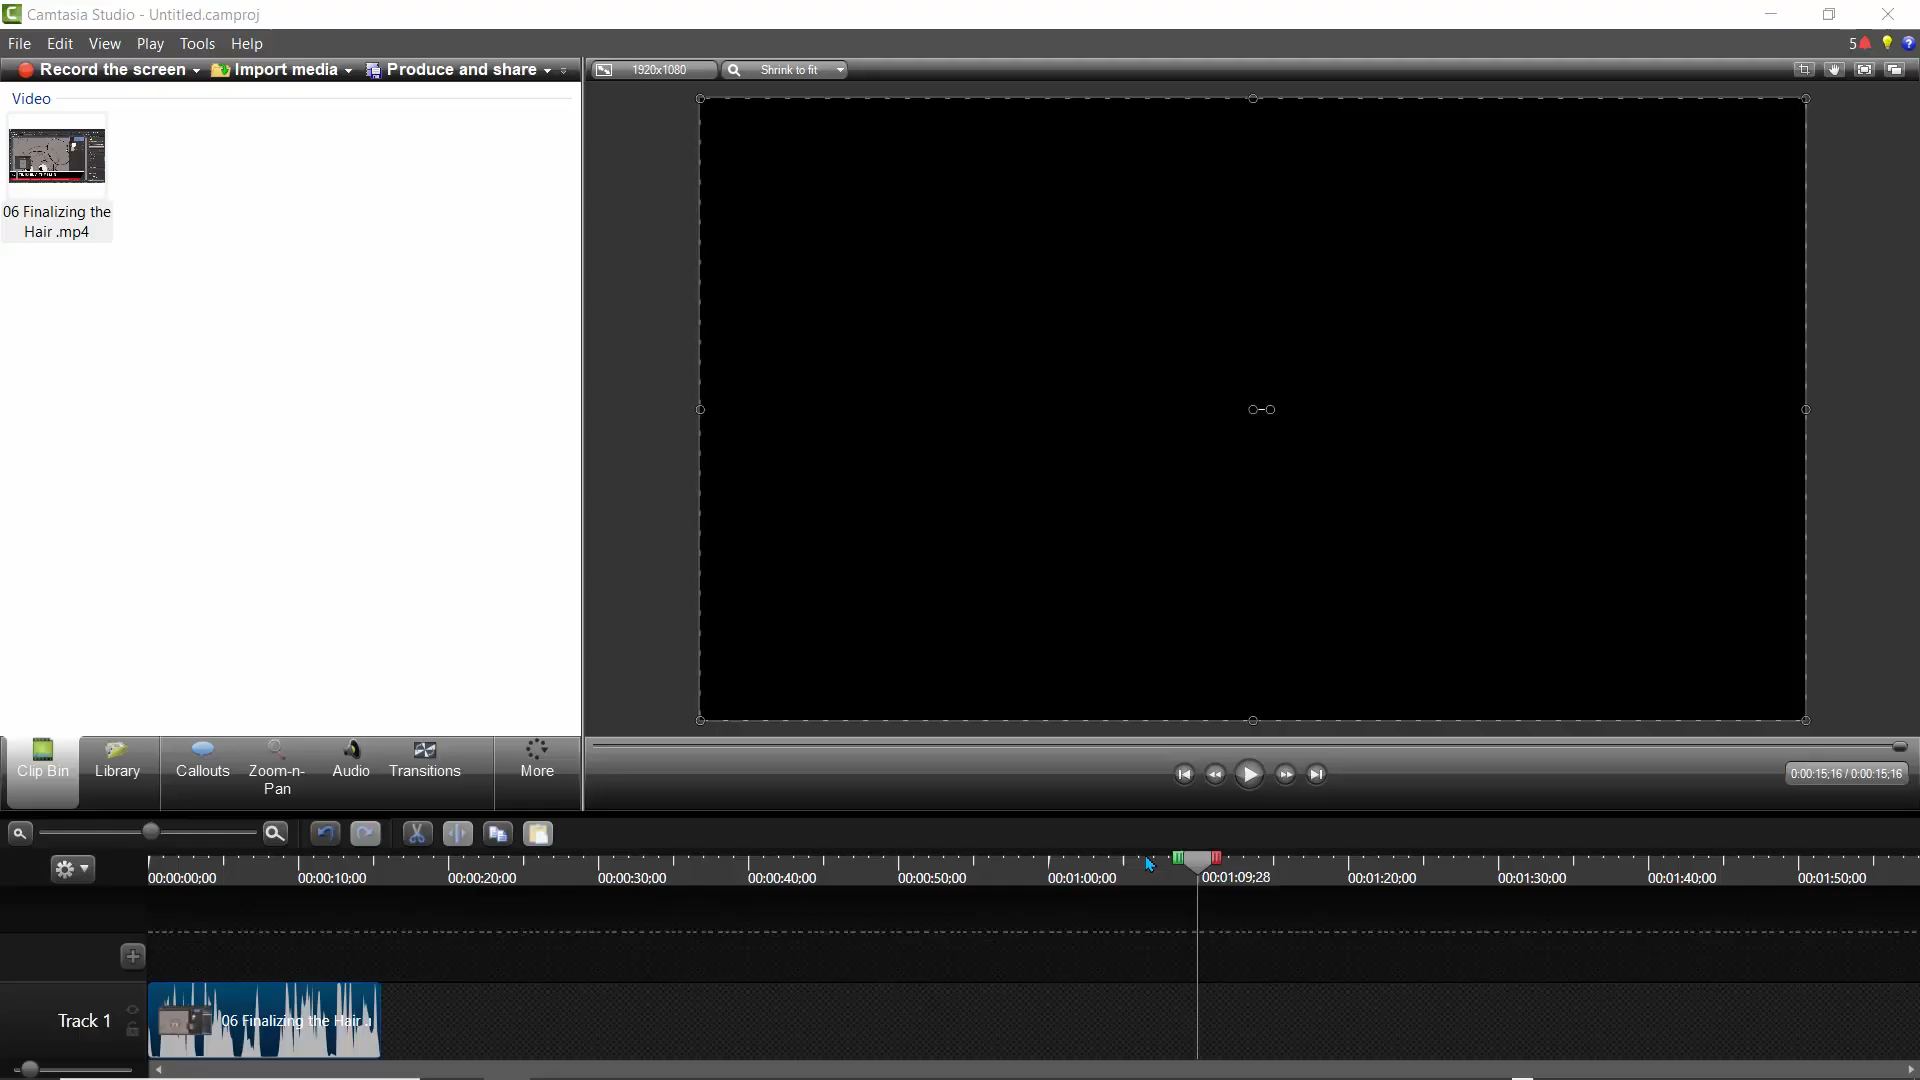 Camtasia Studio - Untitled.camproj
File Edit View Play Tools Help
5
Record the screen Import media Produce and share
1920x1080 Shrink to fit
Video
06 Finalizing the
Hair .mp4
Clip Bin Library Callouts Zoom-n-
Pan Audio Transitions More
0:00:15;16 / 0:00:15;16
00:00:00;00 00:00:10;00 00:00:20;00 00:00:30;00 00:00:40;00 00:00:50;00 00:01:00;00 00:01:09;28 00:01:20;00 00:01:30;00 00:01:40;00 00:01:50;00
Track 1 06 Finalizing the Hair